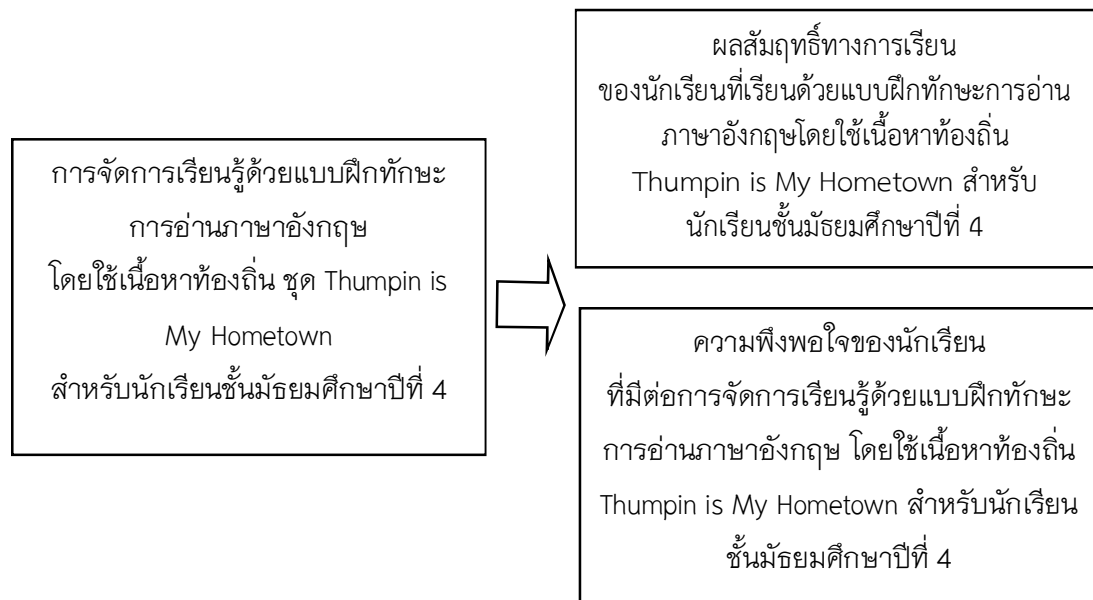 การจัดการเรียนรู้ด้วยแบบฝึกทักษะ
การอ่านภาษาอังกฤษ
โดยใช้เนื้อหาท้องถิ่น ชุด Thumpin is
My Hometown
สำหรับนักเรียนชั้นมัธยมศึกษาปีที่ 4
ผลสัมฤทธิ์ทางการเรียน
ของนักเรียนที่เรียนด้วยแบบฝึกทักษะการอ่าน
ภาษาอังกฤษโดยใช้เนื้อหาท้องถิ่น
Thumpin is My Hometown สำหรับ
นักเรียนชั้นมัธยมศึกษาปีที่ 4
ความพึงพอใจของนักเรียน
ที่มีต่อการจัดการเรียนรู้ด้วยแบบฝึกทักษะ
การอ่านภาษาอังกฤษ โดยใช้เนื้อหาท้องถิ่น
Thumpin is My Hometown สำหรับนักเรียน
ชั้นมัธยมศึกษาปีที่ 4